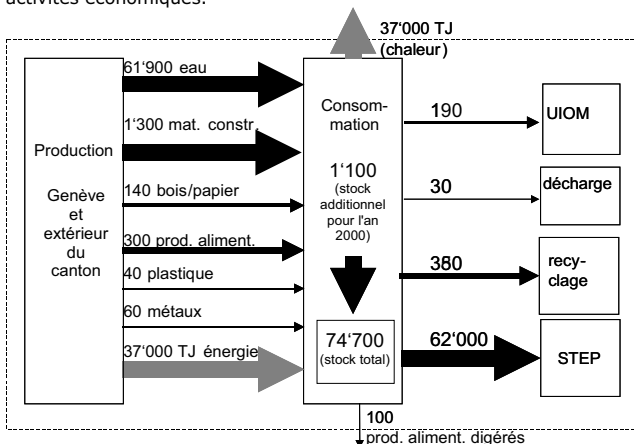 activités économiques.
37'000 TJ
(chaleur)
61'900 eau
1'300 mat. constr.
140 bois/papier
300 prod. aliment.
40 plastique
60 métaux
37'000 TJ énergie
Production
Genève
et
extérieur
du
canton
Consom-
mation
1'100
(stock
additionnel
pour l'an
2000)
74'700
(stock total)
190
UIOM
30
décharge
380
recy-
clage
62'000
STEP
100
prod. aliment. digérés